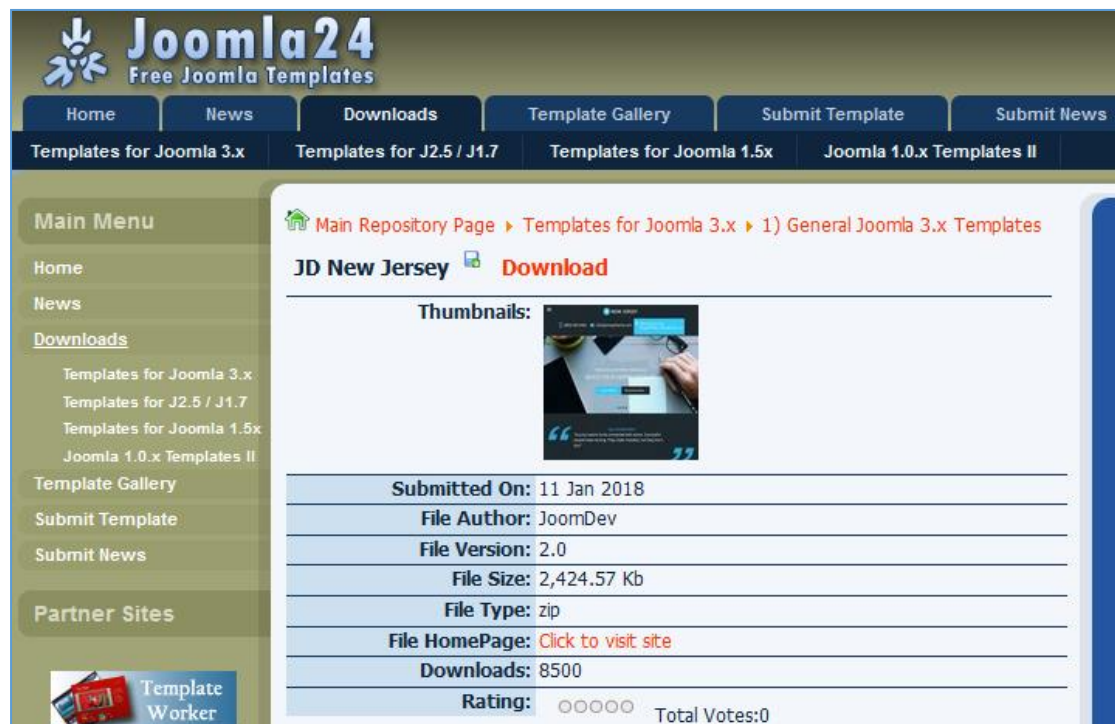 Joomla24
Free Joomla Templates
Home News Downloads Template Gallery Submit Template Submit News
Templates for Joomla 3.x Templates for J2.5 / J1.7 Templates for Joomla 1.5x Joomla 1.0.x Templates II
Main Menu
Home
News
Downloads
Templates for Joomla 3.x
Templates for J2.5 / J1.7
Templates for Joomla 1.5x
Joomla 1.0.x Templates II
Template Gallery
Submit Template
Submit News
Partner Sites
Template
Worker
Main Repository Page Templates for Joomla 3.x 1) General Joomla 3.x Templates
JD New Jersey Download
Thumbnails:
NEW JERSEY
Submitted On: 11 Jan 2018
File Author: JoomDev
File Version: 2.0
File Size: 2,424.57 Kb
File Type: zip
File HomePage: Click to visit site
Downloads: 8500
Rating: Total Votes:0